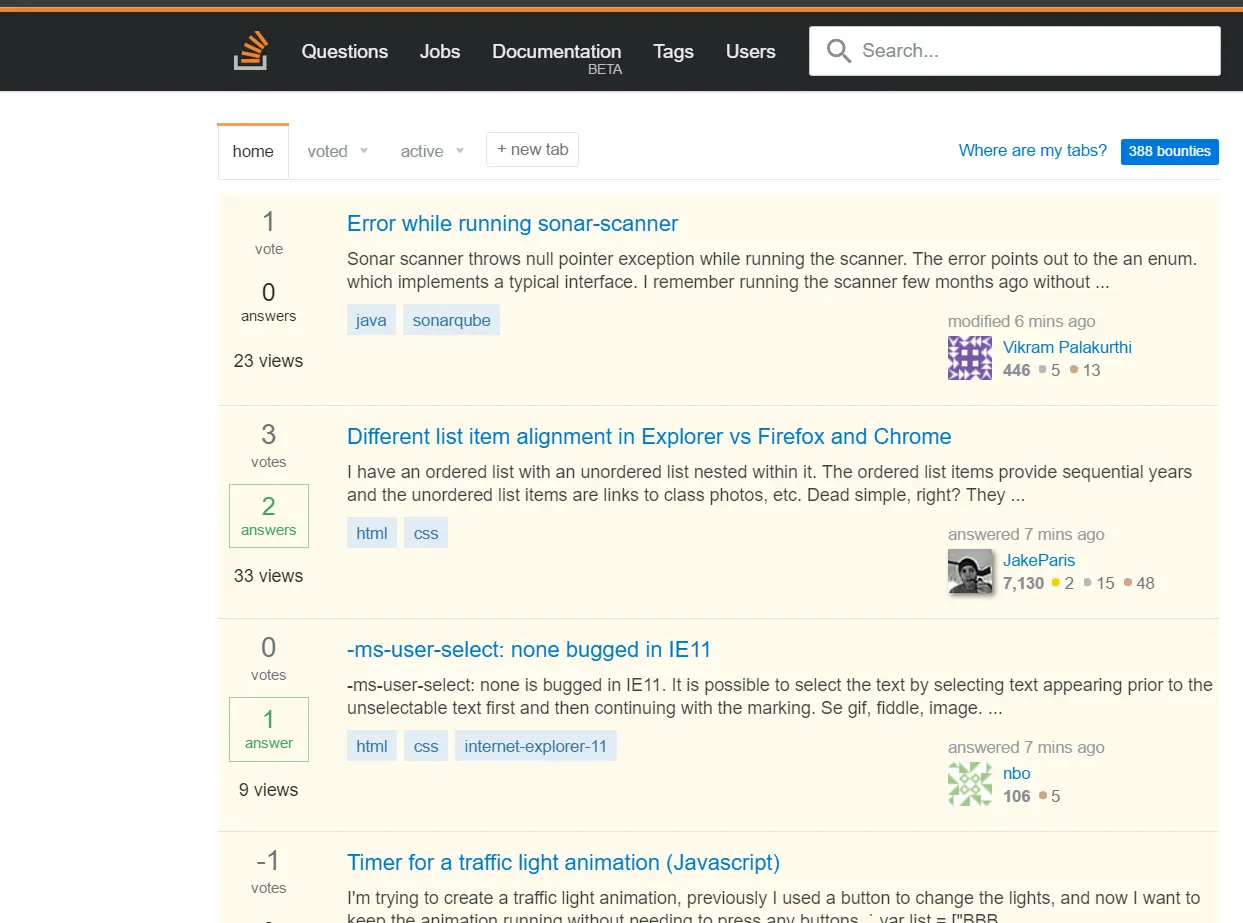 Questions Jobs Documentation Tags Users Search...
BETA
home voted active + new tab Where are my tabs? 388 bounties
1
vote
0
answers
23 views
Error while running sonar-scanner
Sonar scanner throws null pointer exception while running the scanner. The error points out to the an enum.
which implements a typical interface. I remember running the scanner few months ago without ...
java sonarqube
modified 6 mins ago
Vikram Palakurthi
446 5 13
3
votes
2
answers
33 views
Different list item alignment in Explorer vs Firefox and Chrome
I have an ordered list with an unordered list nested within it. The ordered list items provide sequential years
and the unordered list items are links to class photos, etc. Dead simple, right? They ...
html css
answered 7 mins ago
JakeParis
7,130 2 15 48
0
votes
1
answer
9 views
-ms-user-select: none bugged in IE11
-ms-user-select: none is bugged in IE11. It is possible to select the text by selecting text appearing prior to the
unselectable text first and then continuing with the marking. Se gif, fiddle, image. ...
html css internet-explorer-11
answered 7 mins ago
nbo
106 5
-1
votes
Timer for a traffic light animation (Javascript)
I'm trying to create a traffic light animation, previously I used a button to change the lights, and now I want to
keep the animation running without needing to press any buttons. ` var list = ["BBB